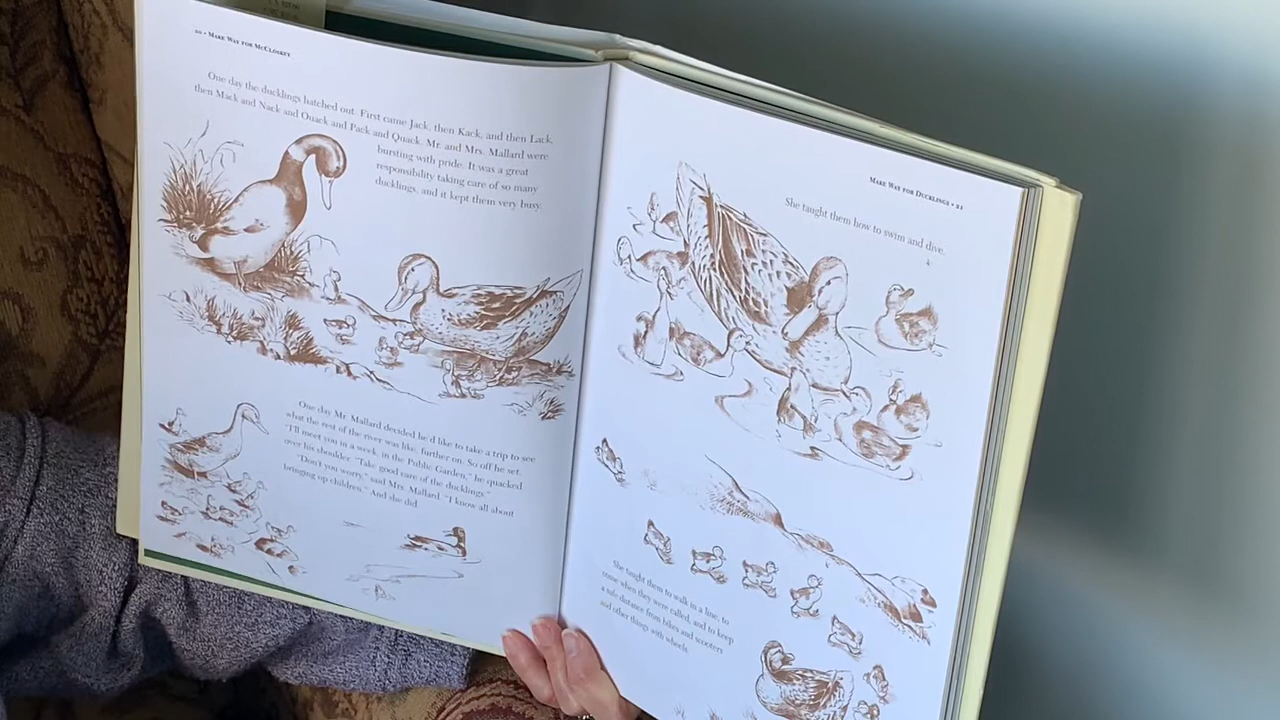 20 • Make Way for McCloskey
One day the ducklings hatched out. First came Jack, then Kack, and then Lack,
then Mack and Nack and Ouack and Pack and Quack. Mr. and Mrs. Mallard were
bursting with pride. It was a great
responsibility taking care of so many
ducklings, and it kept them very busy.
One day Mr. Mallard decided he'd like to take a trip to see
what the rest of the river was like, further on. So off he set.
"I'll meet you in a week, in the Public Garden," he quacked
over his shoulder. "Take good care of the ducklings."
"Don't you worry," said Mrs. Mallard. "I know all about
bringing up children." And she did.
Make Way for Ducklings • 21
She taught them how to swim and dive.
She taught them to walk in a line, to
come when they were called, and to keep
a safe distance from bikes and scooters
and other things with wheels.